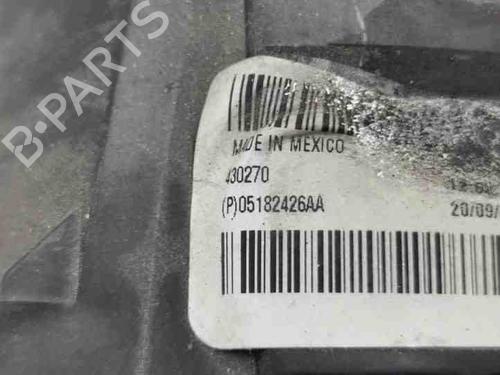 B-PARTS
MADE IN MEXICO
430270
(P)05182426AA
20/09/